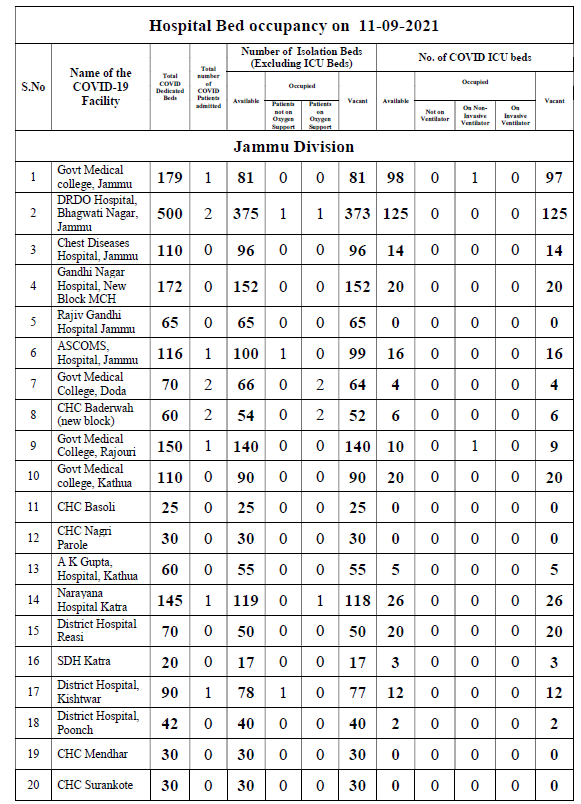 Hospital Bed occupancy on 11-09-2021
S.No Name of the COVID-19 Facility Total COVID Dedicated Beds Total number of COVID Patients admitted Number of Isolation Beds (Excluding ICU Beds) No. of COVID ICU beds
Available Occupied Vacant Available Occupied Vacant
Patients not on Oxygen Support Patients on Oxygen Support Not on Ventilator On Non-Invasive Ventilator On Invasive Ventilator
Jammu Division
1 Govt Medical college, Jammu 179 1 81 0 0 81 98 0 1 0 97
2 DRDO Hospital, Bhagwati Nagar, Jammu 500 2 375 1 1 373 125 0 0 0 125
3 Chest Diseases Hospital, Jammu 110 0 96 0 0 96 14 0 0 0 14
4 Gandhi Nagar Hospital, New Block MCH 172 0 152 0 0 152 20 0 0 0 20
5 Rajiv Gandhi Hospital Jammu 65 0 65 0 0 65 0 0 0 0 0
6 ASCOMS, Hospital, Jammu 116 1 100 1 0 99 16 0 0 0 16
7 Govt Medical College, Doda 70 2 66 0 2 64 4 0 0 0 4
8 CHC Baderwah (new block) 60 2 54 0 2 52 6 0 0 0 6
9 Govt Medical College, Rajouri 150 1 140 0 0 140 10 0 1 0 9
10 Govt Medical college, Kathua 110 0 90 0 0 90 20 0 0 0 20
11 CHC Basoli 25 0 25 0 0 25 0 0 0 0 0
12 CHC Nagri Parole 30 0 30 0 0 30 0 0 0 0 0
13 A K Gupta, Hospital, Kathua 60 0 55 0 0 55 5 0 0 0 5
14 Narayana Hospital Katra 145 1 119 0 1 118 26 0 0 0 26
15 District Hospital Reasi 70 0 50 0 0 50 20 0 0 0 20
16 SDH Katra 20 0 17 0 0 17 3 0 0 0 3
17 District Hospital, Kishtwar 90 1 78 1 0 77 12 0 0 0 12
18 District Hospital, Poonch 42 0 40 0 0 40 2 0 0 0 2
19 CHC Mendhar 30 0 30 0 0 30 0 0 0 0 0
20 CHC Surankote 30 0 30 0 0 30 0 0 0 0 0